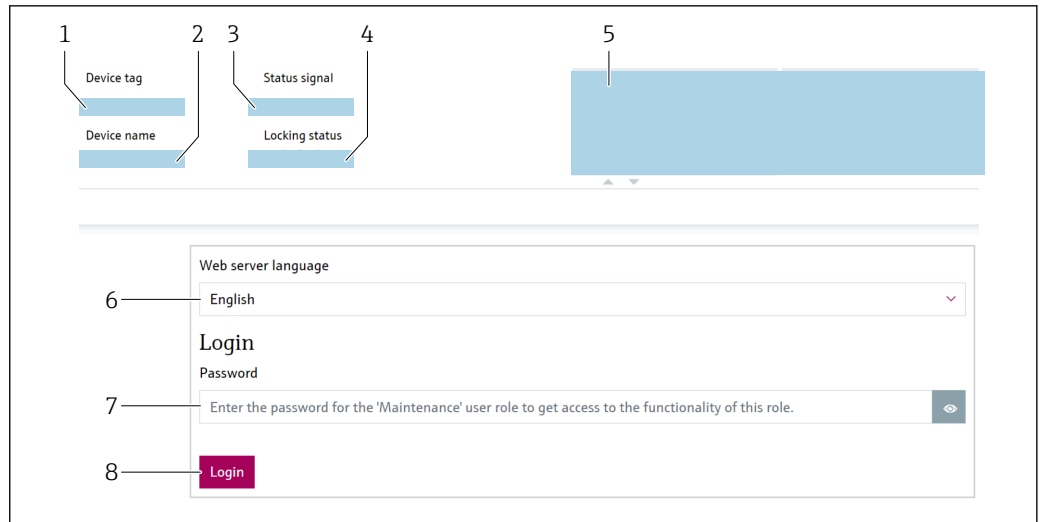 1 2 3 4 5
Device tag Status signal
Device name Locking status
Web server language
6 English
Login
Password
7 Enter the password for the 'Maintenance' user role to get access to the functionality of this role.
8 Login